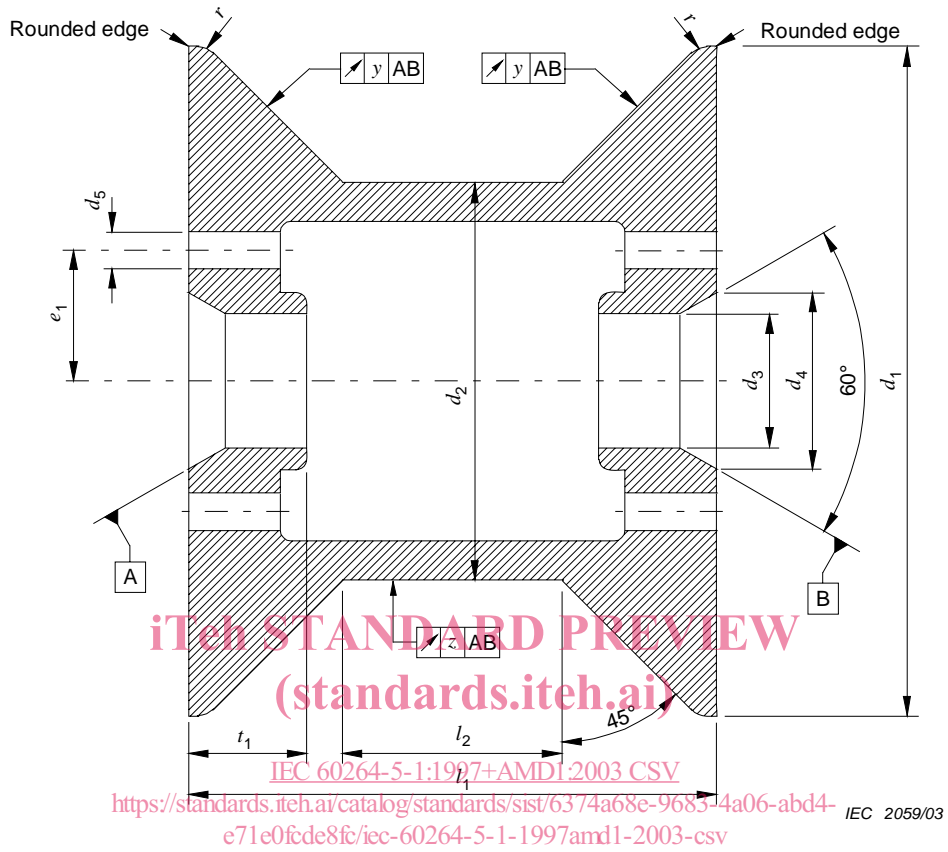 Rounded edge
r
r
Rounded edge
y AB
y AB
d5
e1
d2
d3
d4
60°
d1
A
B
z AB
iTeh STANDARD PREVIEW
(standards.iteh.ai)
45°
t1
l2
IEC 60264-5-1:1997+AMD1:2003 CSV
l1
https://standards.iteh.ai/catalog/standards/sist/6374a68e-9683-4a06-abd4-
e71e0fcde8fc/iec-60264-5-1-1997amd1-2003-csv
IEC 2059/03